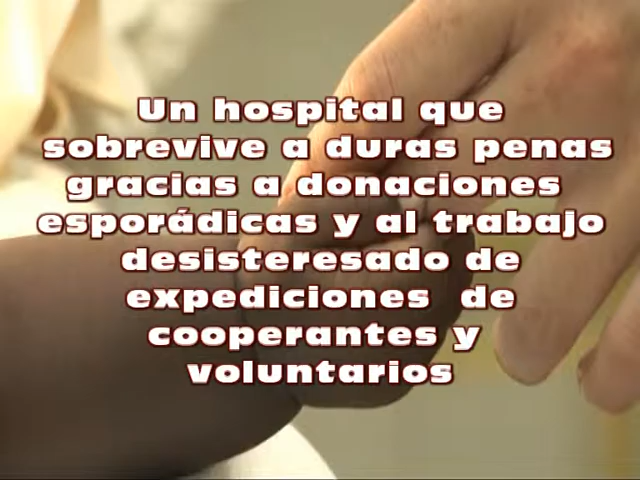 Un hospital que
sobrevive a duras penas
gracias a donaciones
esporádicas y al trabajo
desisteresado de
expediciones de
cooperantes y
voluntarios